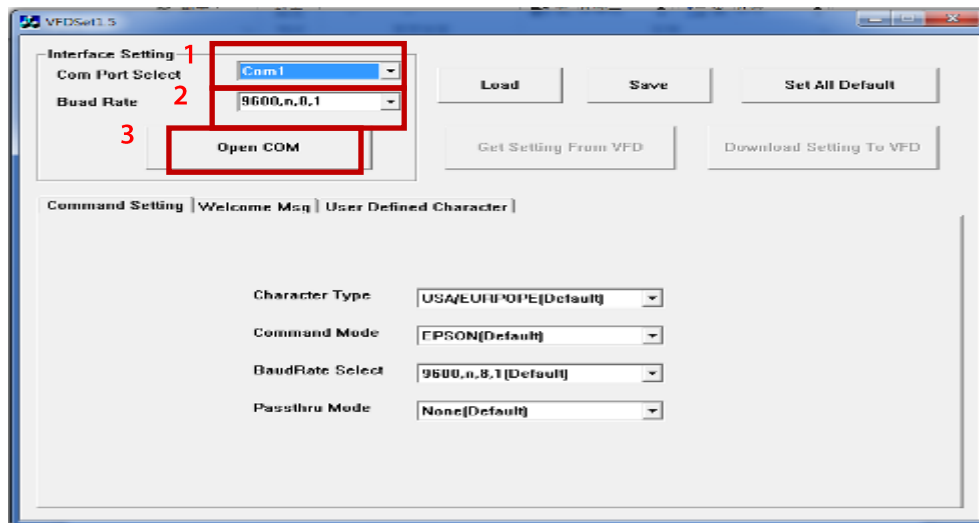 VFDSet1.5
Interface Setting
1
Com Port Select
Com1
2
Buad Rate
9600,n,8,1
3
Open COM
Load
Save
Set All Default
Get Setting From VFD
Download Setting To VFD
Command Setting
Welcome Msg
User Defined Character
Character Type
USA/EURPOPE(Default)
Command Mode
EPSON(Default)
BaudRate Select
9600,n,8,1(Default)
Passthru Mode
None(Default)